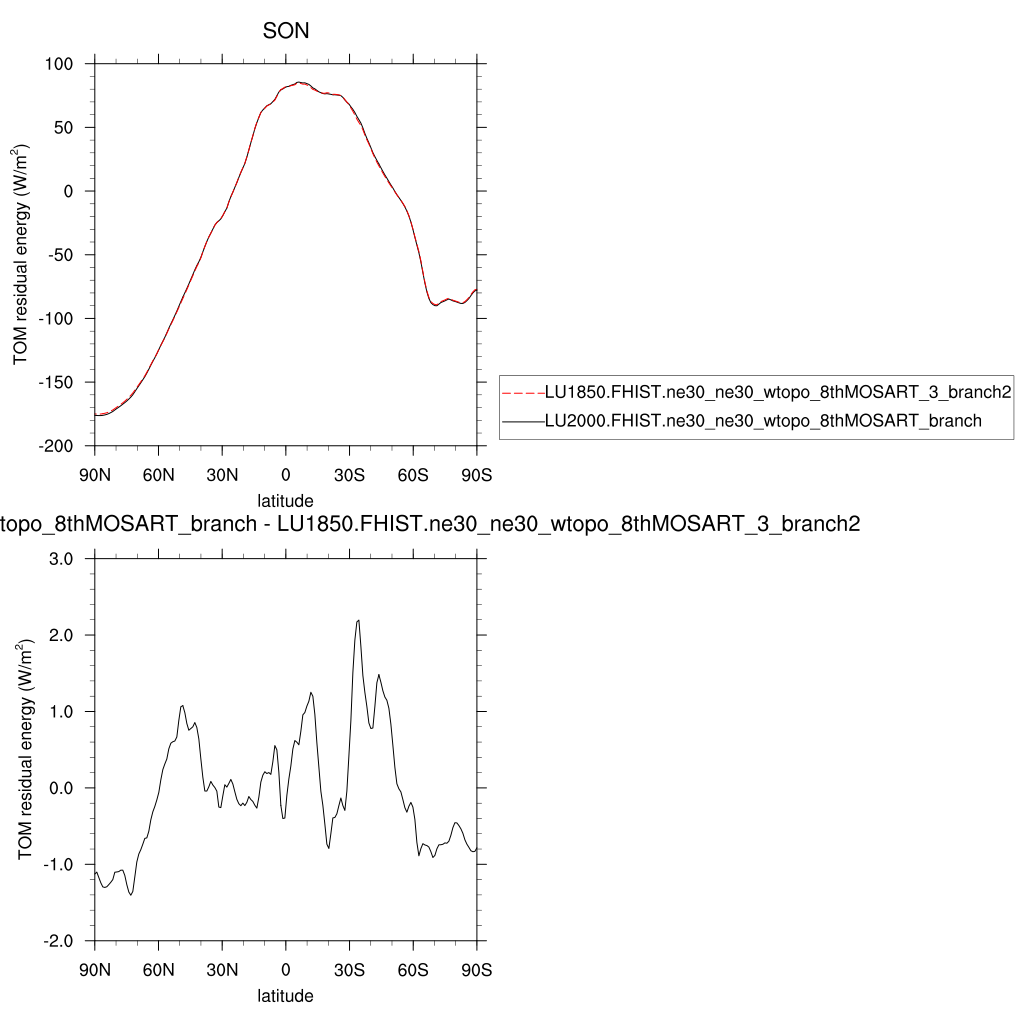 SON
100
50
0
-50
-100
-150
-200
TOM residual energy (W/m2)
90N 60N 30N 0 30S 60S 90S
latitude
LU1850.FHIST.ne30_ne30_wtopo_8thMOSART_3_branch2
LU2000.FHIST.ne30_ne30_wtopo_8thMOSART_branch
topo_8thMOSART_branch - LU1850.FHIST.ne30_ne30_wtopo_8thMOSART_3_branch2
3.0
2.0
1.0
0.0
-1.0
-2.0
TOM residual energy (W/m2)
90N 60N 30N 0 30S 60S 90S
latitude